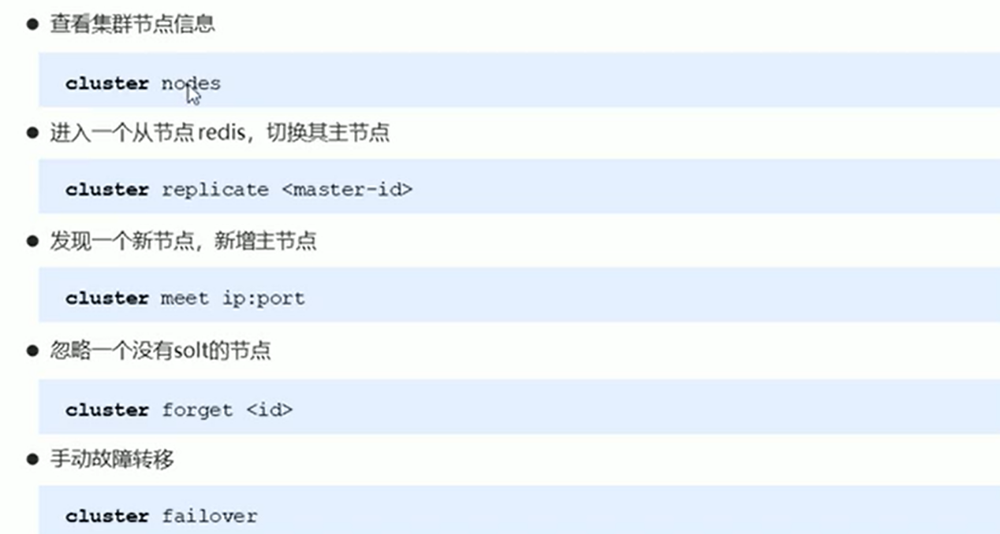 查看集群节点信息
cluster nodes
进入一个从节点redis，切换其主节点
cluster replicate <master-id>
发现一个新节点，新增主节点
cluster meet ip:port
忽略一个没有solt的节点
cluster forget <id>
手动故障转移
cluster failover